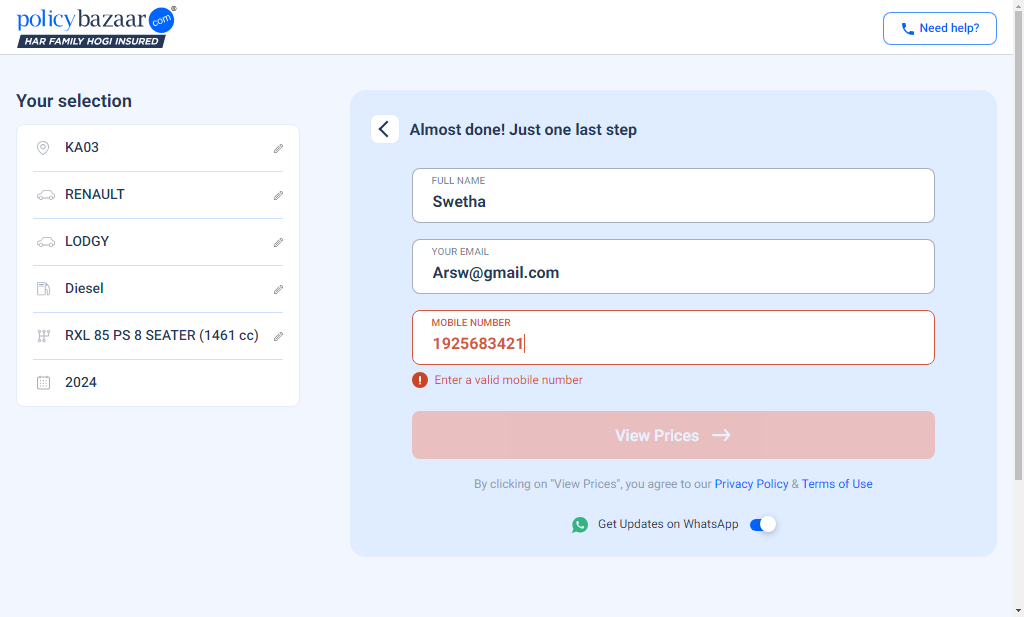 policybazaar.com®
HAR FAMILY HOGI INSURED
Need help?
Your selection
KA03
RENAULT
LODGY
Diesel
RXL 85 PS 8 SEATER (1461 cc)
2024
Almost done! Just one last step
FULL NAME
Swetha
YOUR EMAIL
Arsw@gmail.com
MOBILE NUMBER
1925683421
Enter a valid mobile number
View Prices
By clicking on "View Prices", you agree to our Privacy Policy & Terms of Use
Get Updates on WhatsApp